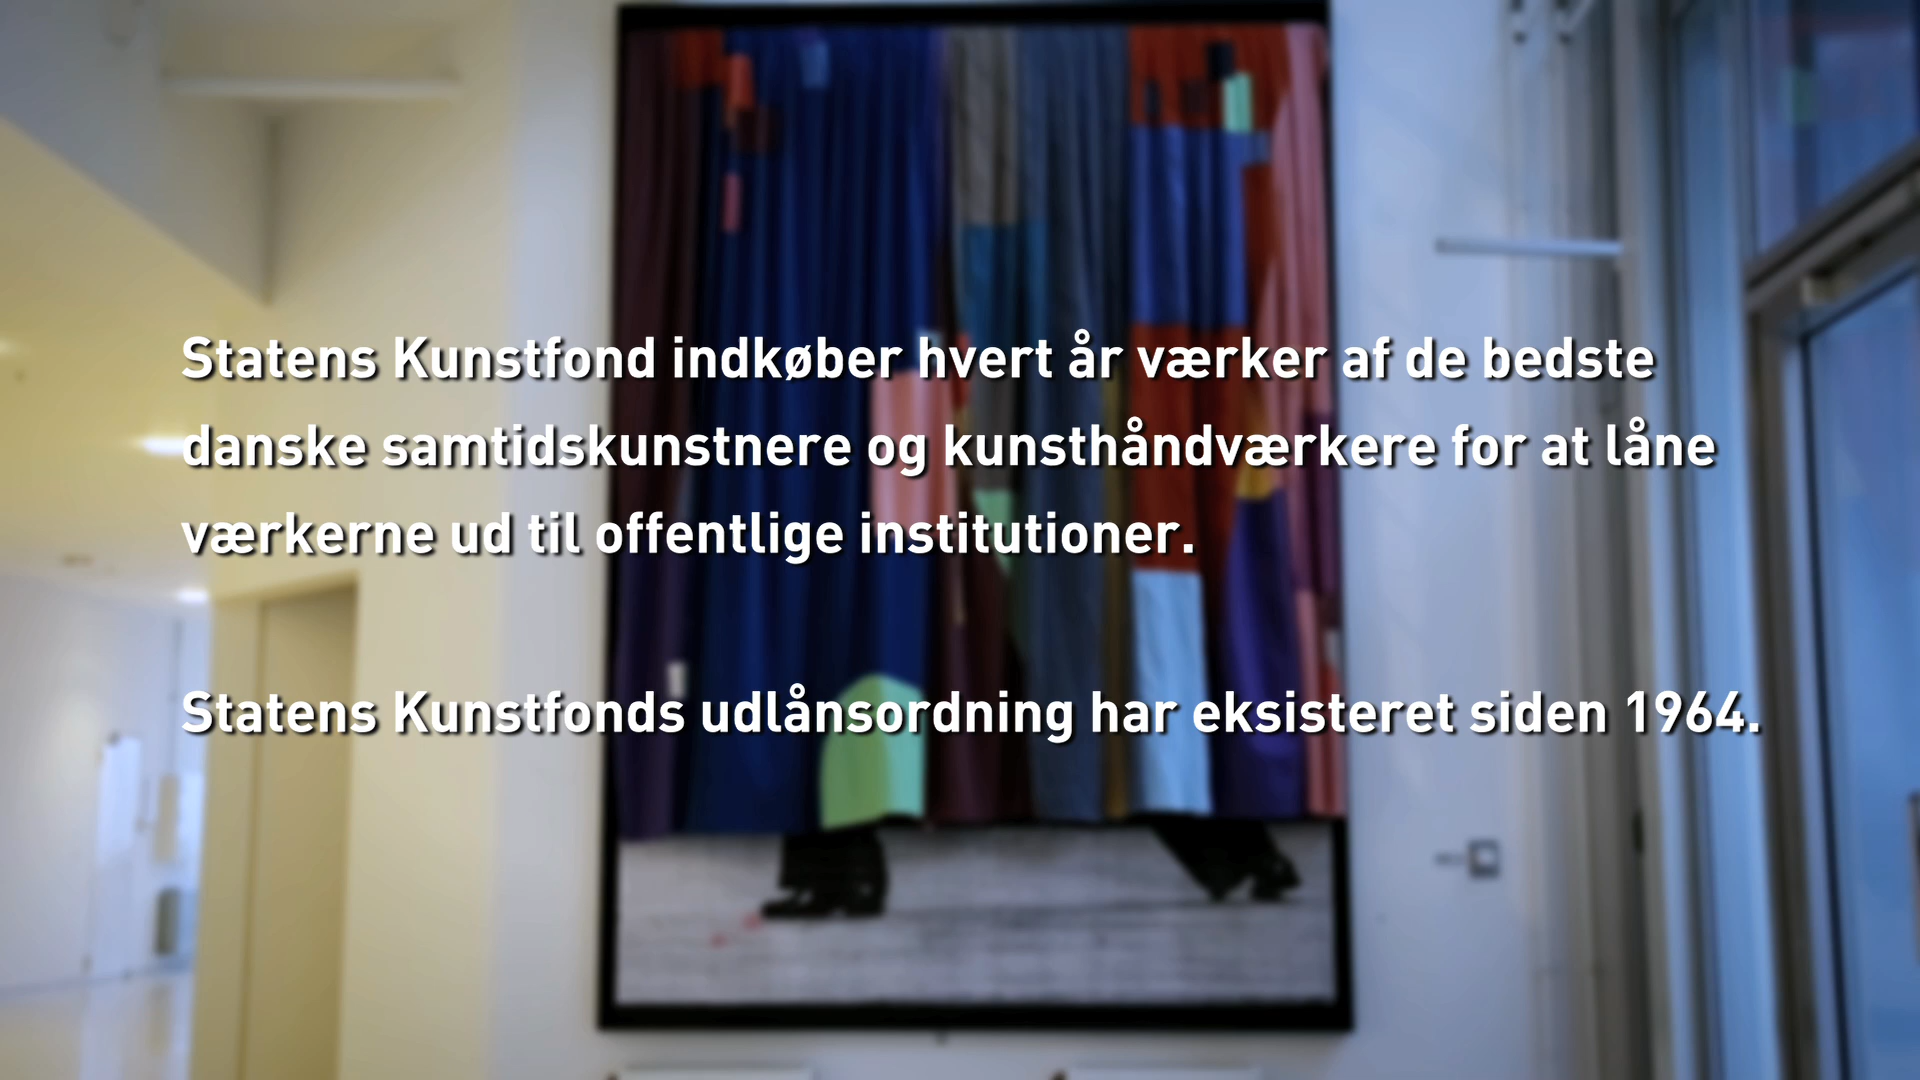 Statens Kunstfond indkøber hvert år værker af de bedste
danske samtidskunstnere og kunsthåndværkere for at låne
værkerne ud til offentlige institutioner.
Statens Kunstfonds udlånsordning har eksisteret siden 1964.